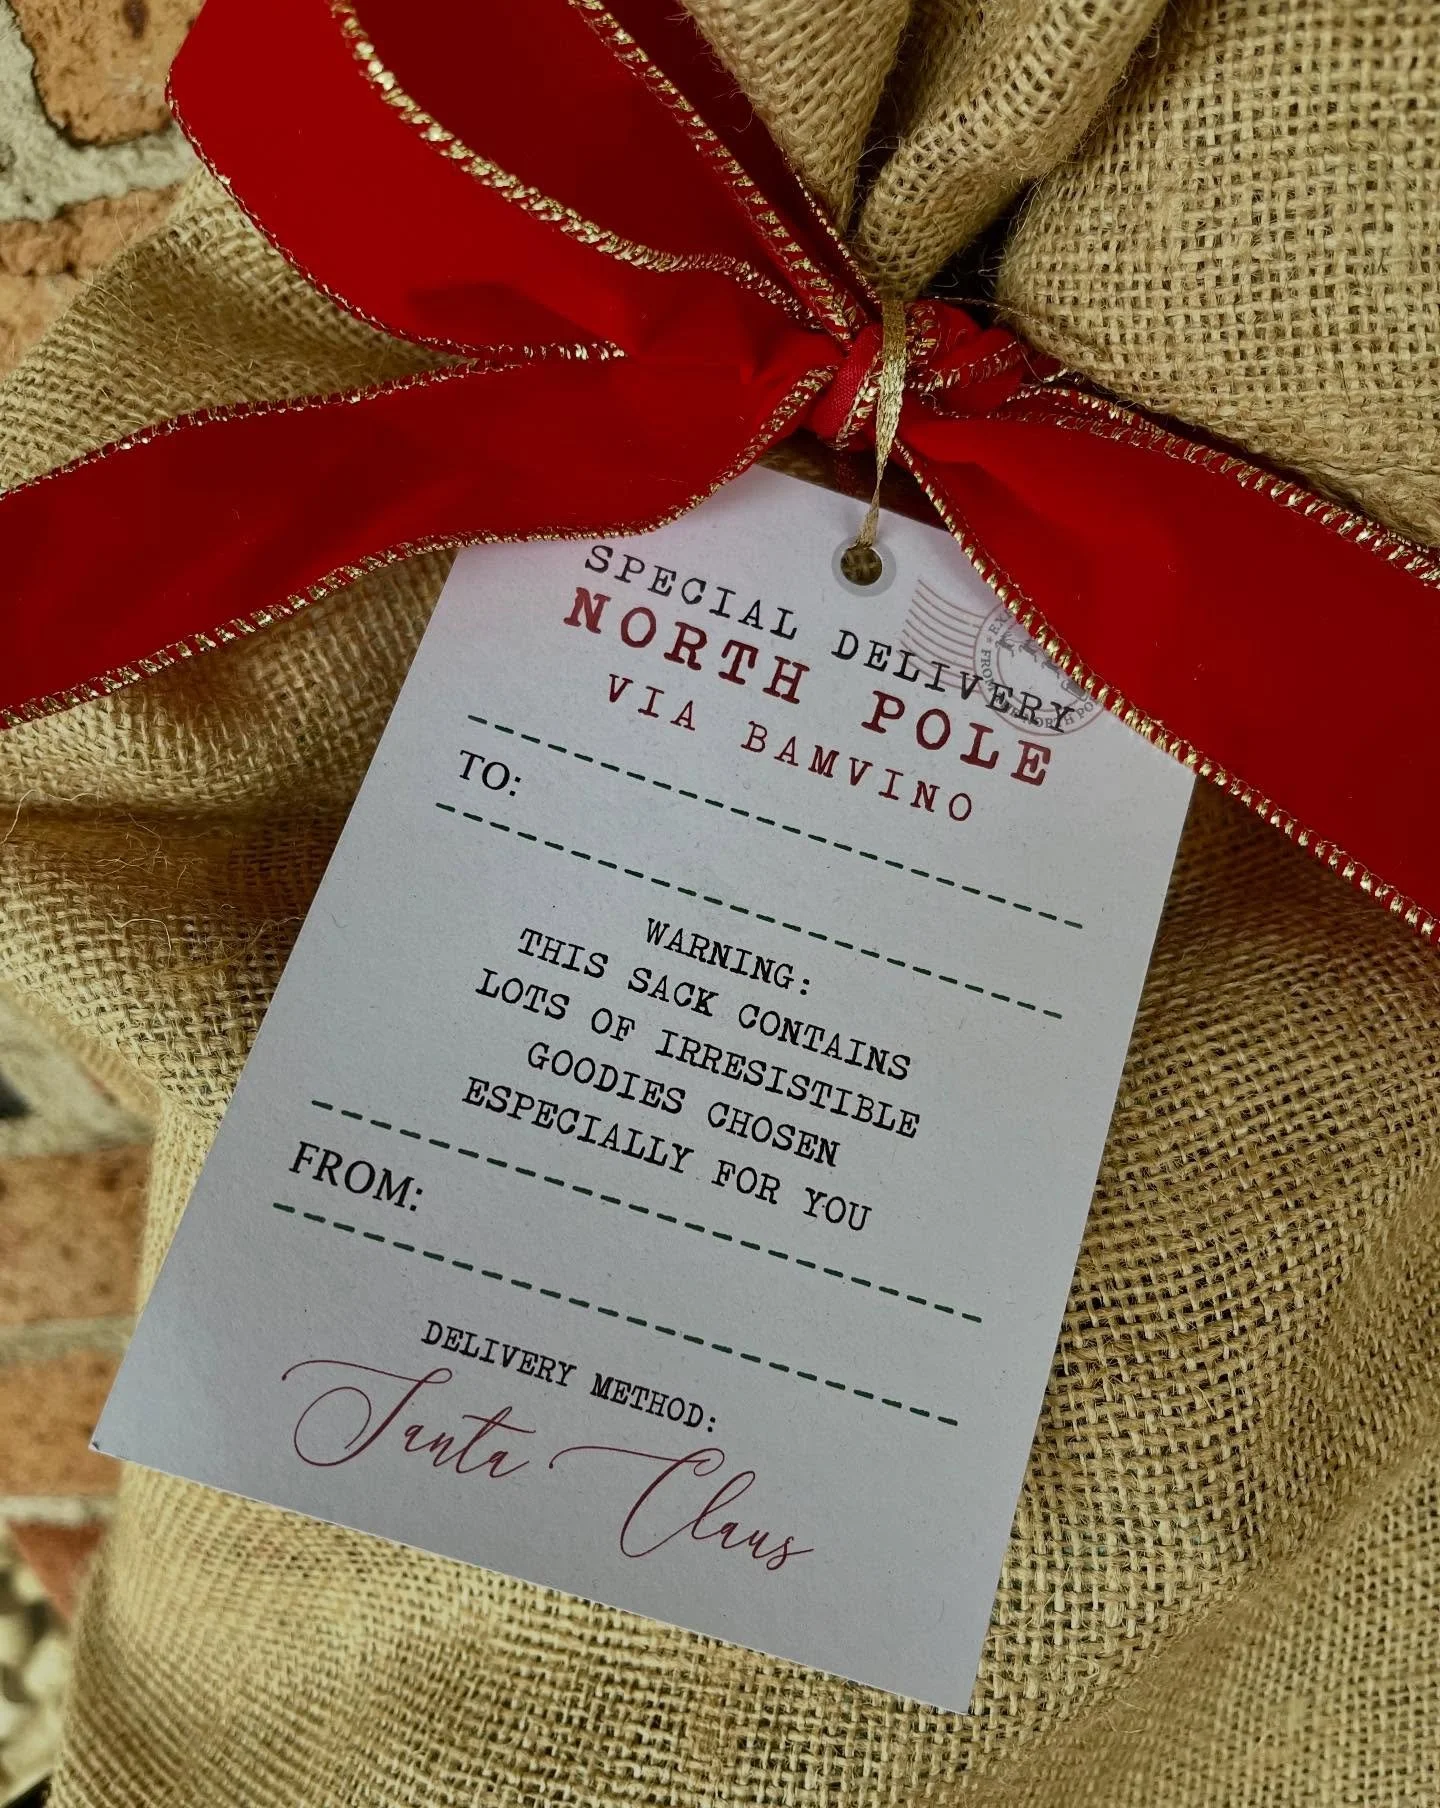 SPECIAL DELIVERY
NORTH POLE
VIA BAMVINO
TO:
WARNING:
THIS SACK CONTAINS
LOTS OF IRRESISTIBLE
GOODIES CHOSEN
ESPECIALLY FOR YOU
FROM:
DELIVERY METHOD:
Santa Claus